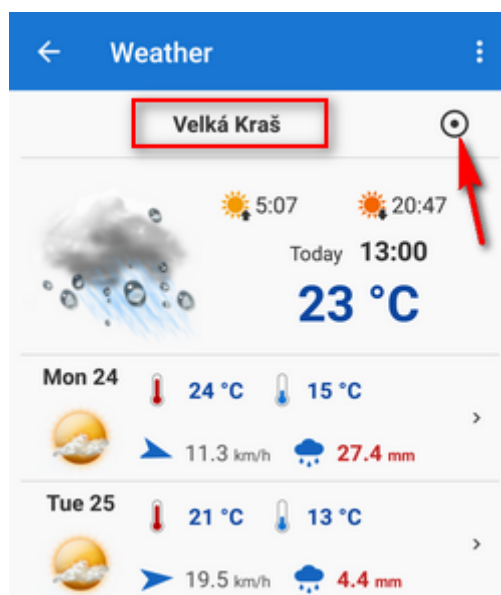 Weather
Velká Kraš
5:07 20:47
Today 13:00
23 °C
Mon 24 24 °C 15 °C
11.3 km/h 27.4 mm
Tue 25 21 °C 13 °C
19.5 km/h 4.4 mm